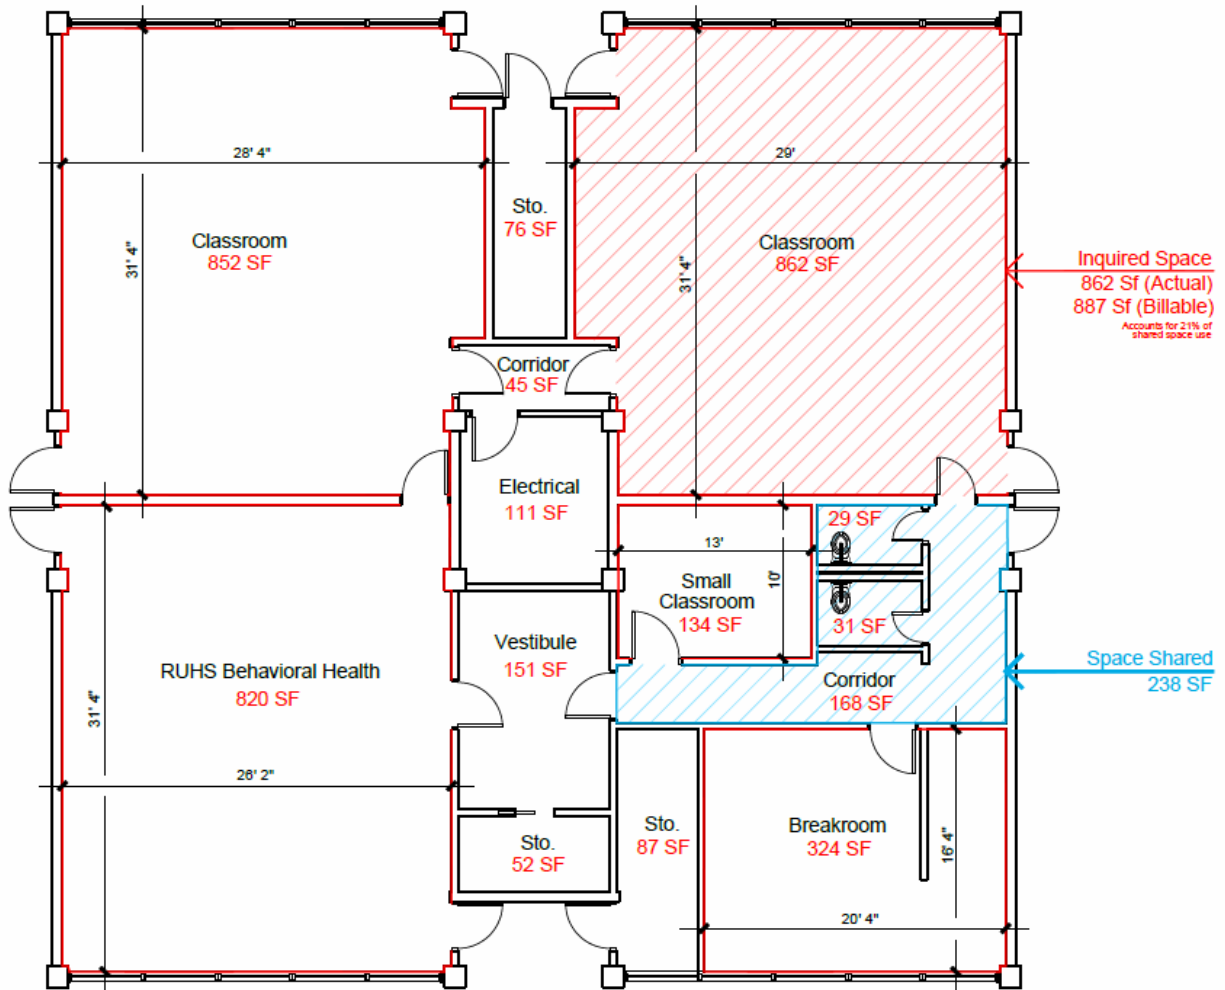 28' 4"
29'
Sto.
76 SF
Classroom
852 SF
Classroom
862 SF
31' 4"
31' 4"
Inquired Space
862 Sf (Actual)
887 Sf (Billable)
Accounts for 21% of
shared space use
Corridor
45 SF
Electrical
111 SF
29 SF
13'
10'
Small
Classroom
134 SF
31 SF
Vestibule
151 SF
RUHS Behavioral Health
820 SF
31' 4"
Corridor
168 SF
Space Shared
238 SF
26' 2"
Sto.
52 SF
Sto.
87 SF
Breakroom
324 SF
16' 4"
20' 4"